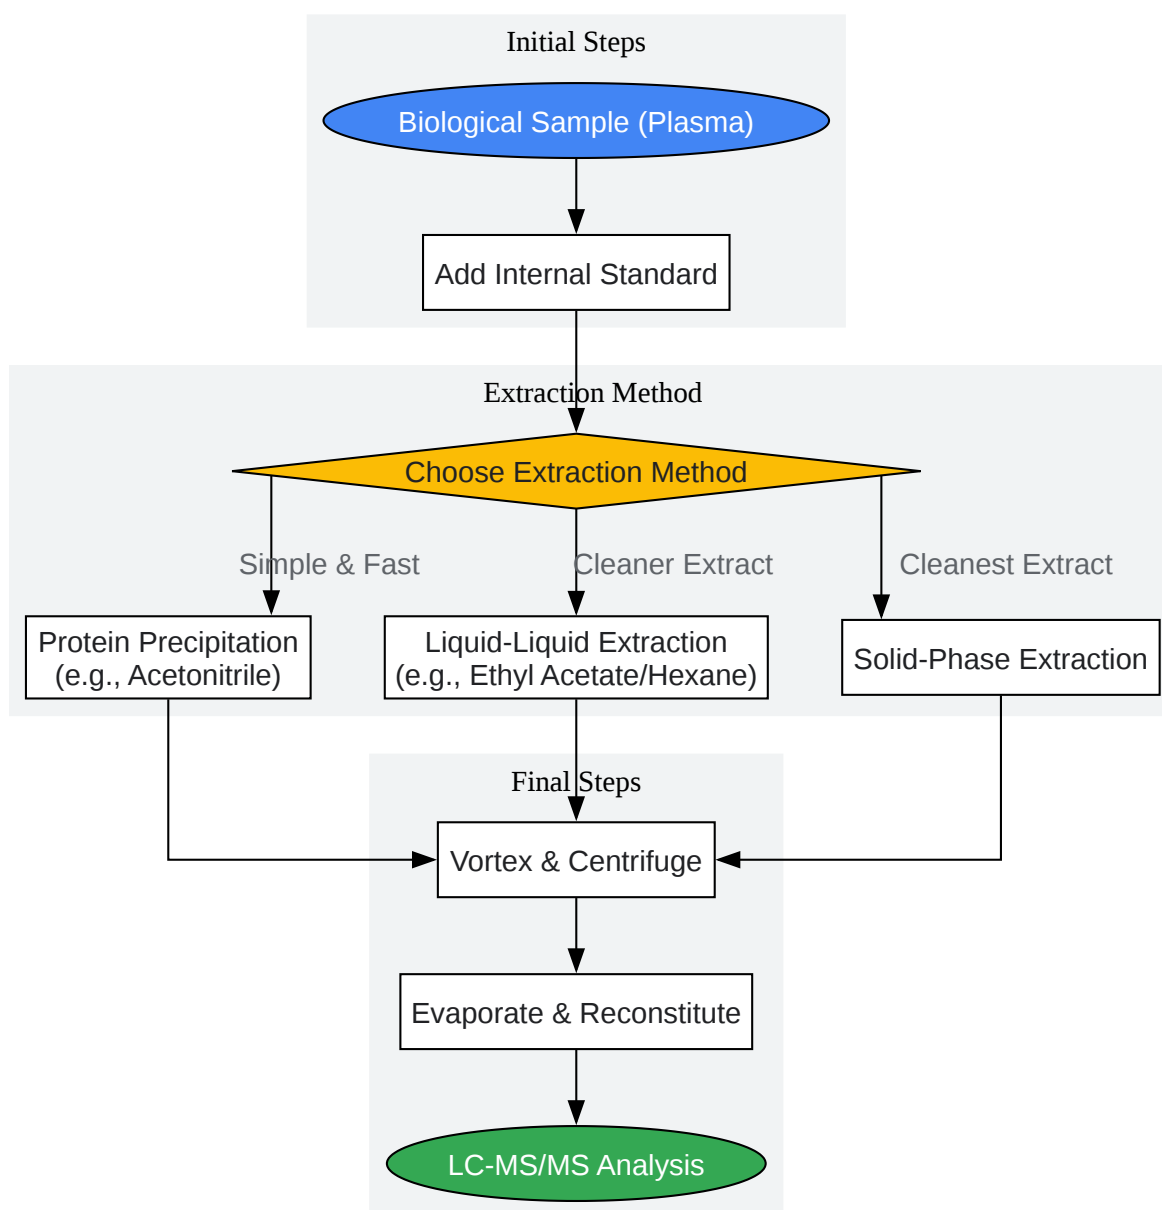 Initial Steps
Biological Sample (Plasma)
Add Internal Standard
Extraction Method
Choose Extraction Method
Simple & Fast
Cleaner Extract
Cleanest Extract
Protein Precipitation
(e.g., Acetonitrile)
Liquid-Liquid Extraction
(e.g., Ethyl Acetate/Hexane)
Solid-Phase Extraction
Final Steps
Vortex & Centrifuge
Evaporate & Reconstitute
LC-MS/MS Analysis